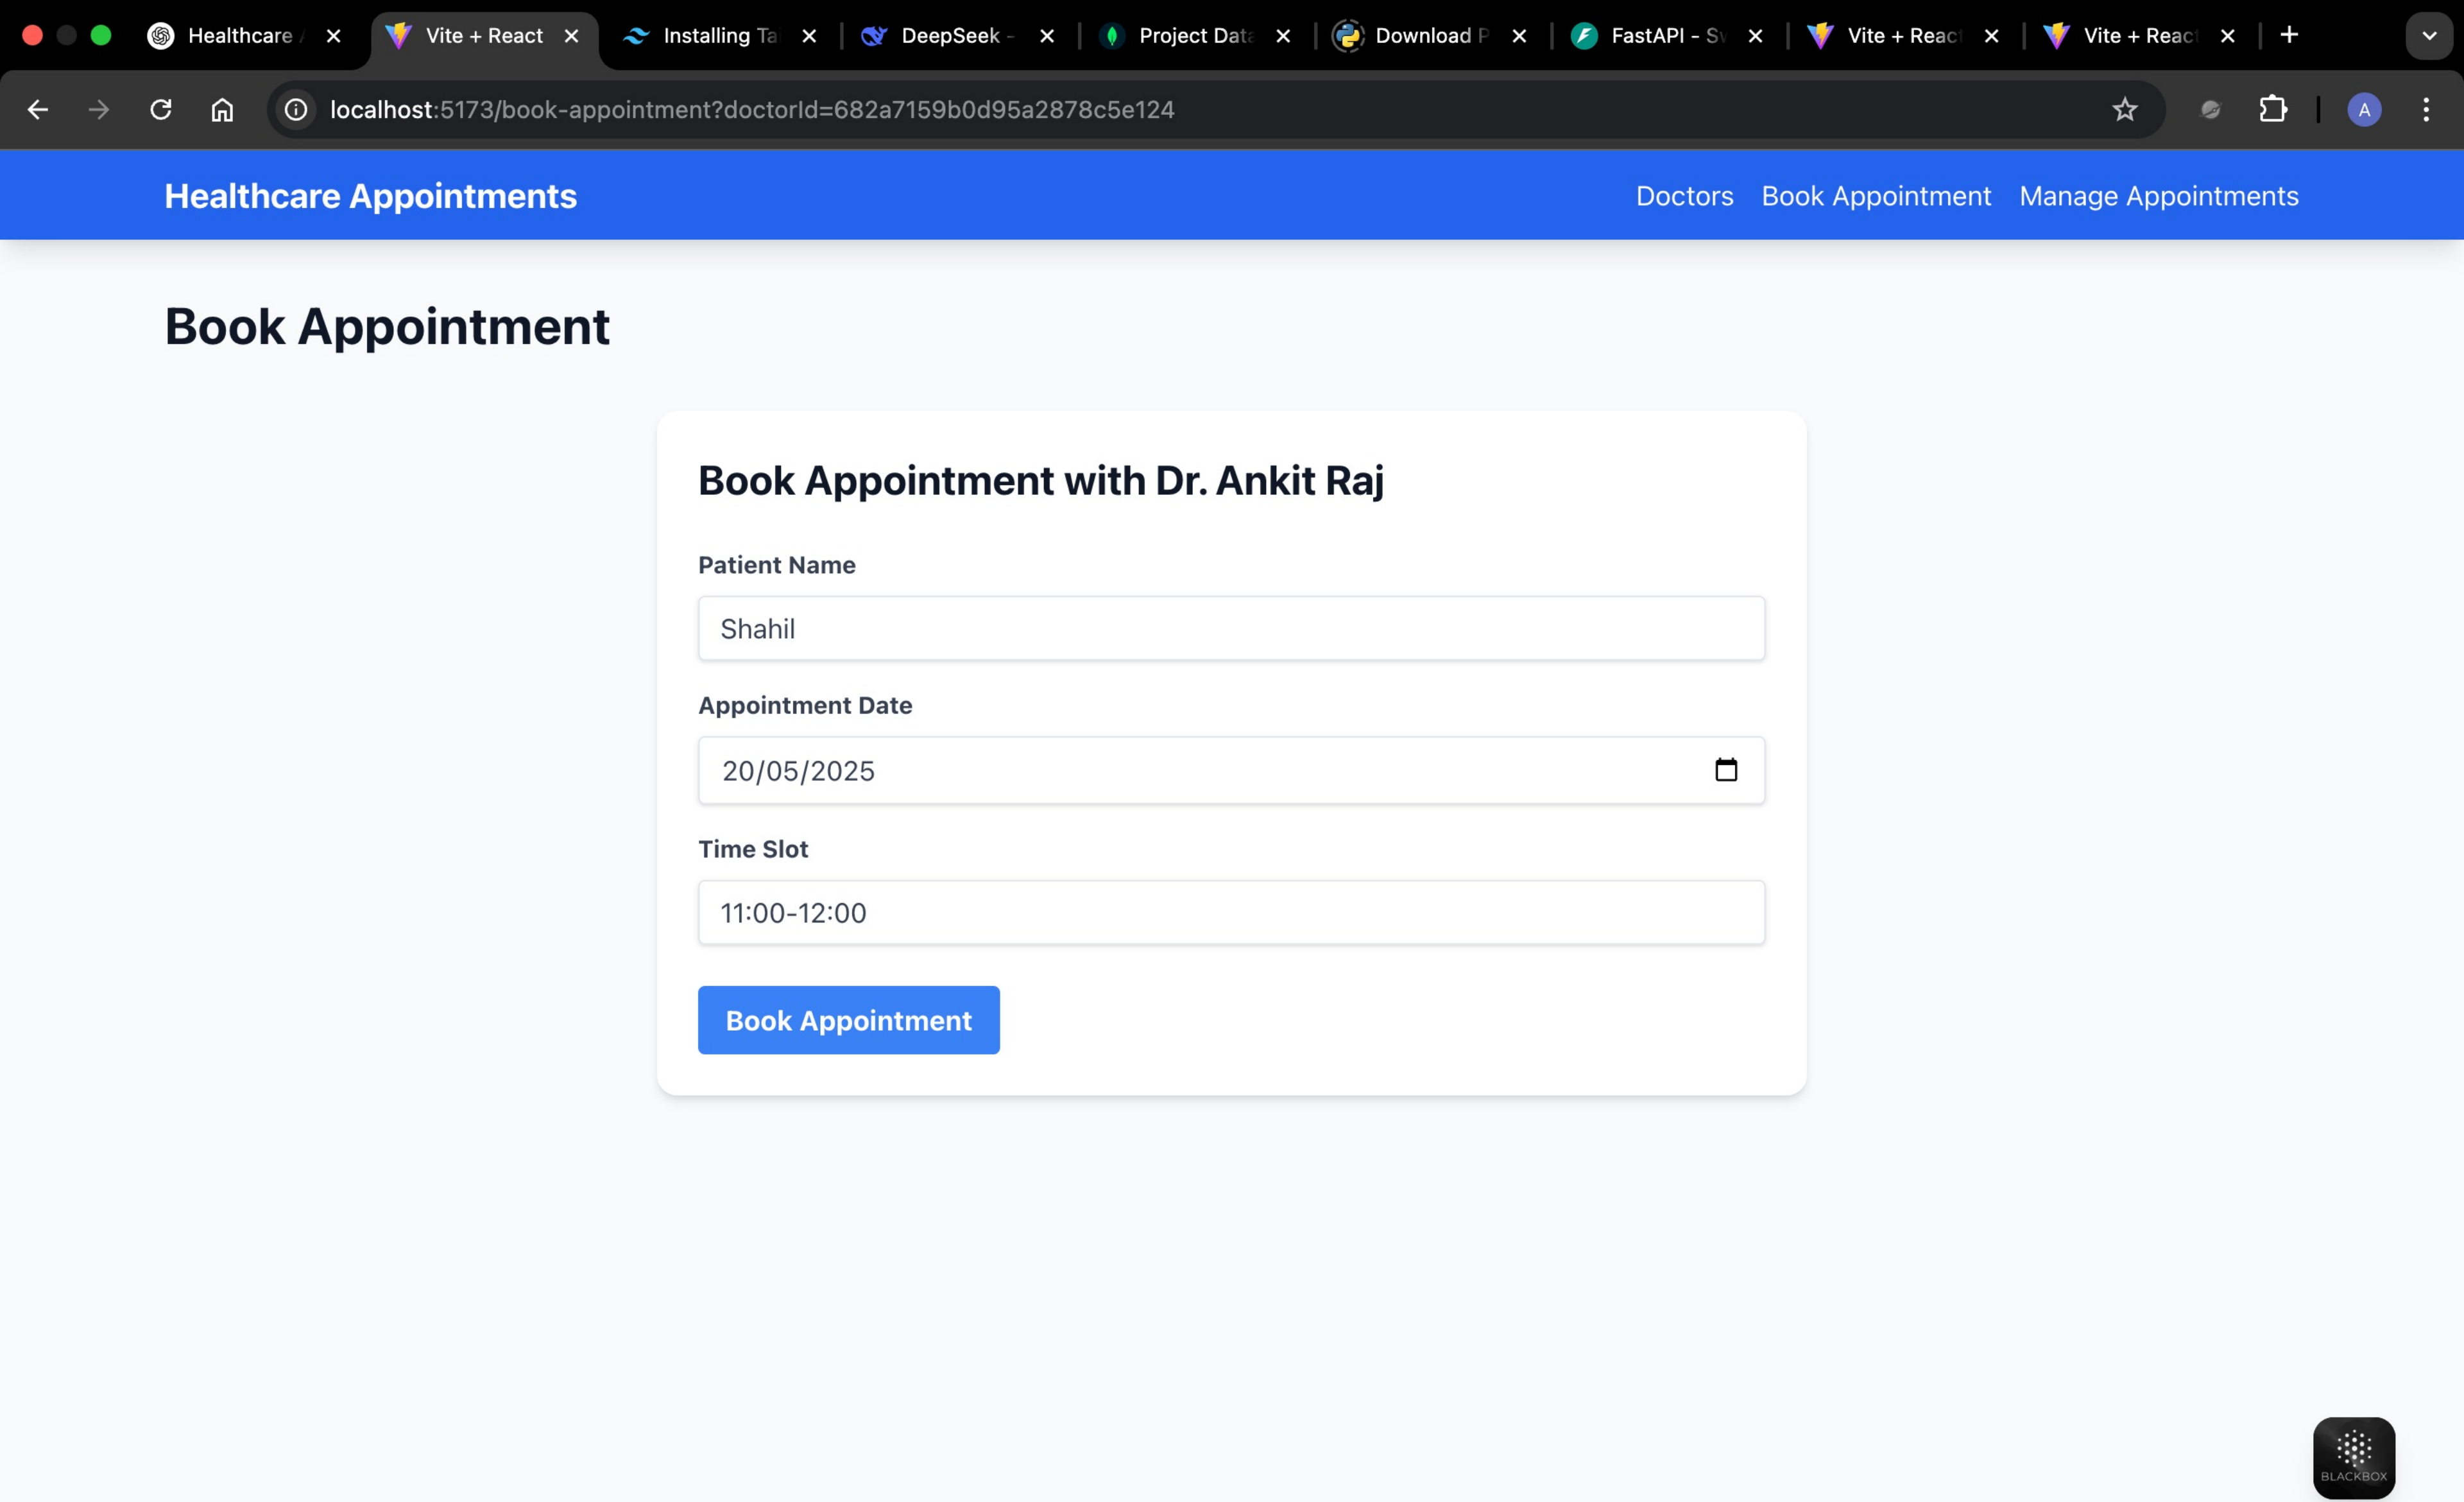 Healthcare
Vite + React
Installing Ta
DeepSeek -
Project Data
Download P
FastAPI - Sw
Vite + React
Vite + React
localhost:5173/book-appointment?doctorId=682a7159b0d95a2878c5e124
A
Healthcare Appointments
Doctors
Book Appointment
Manage Appointments
Book Appointment
Book Appointment with Dr. Ankit Raj
Patient Name
Shahil
Appointment Date
20/05/2025
Time Slot
11:00-12:00
Book Appointment
BLACKBOX